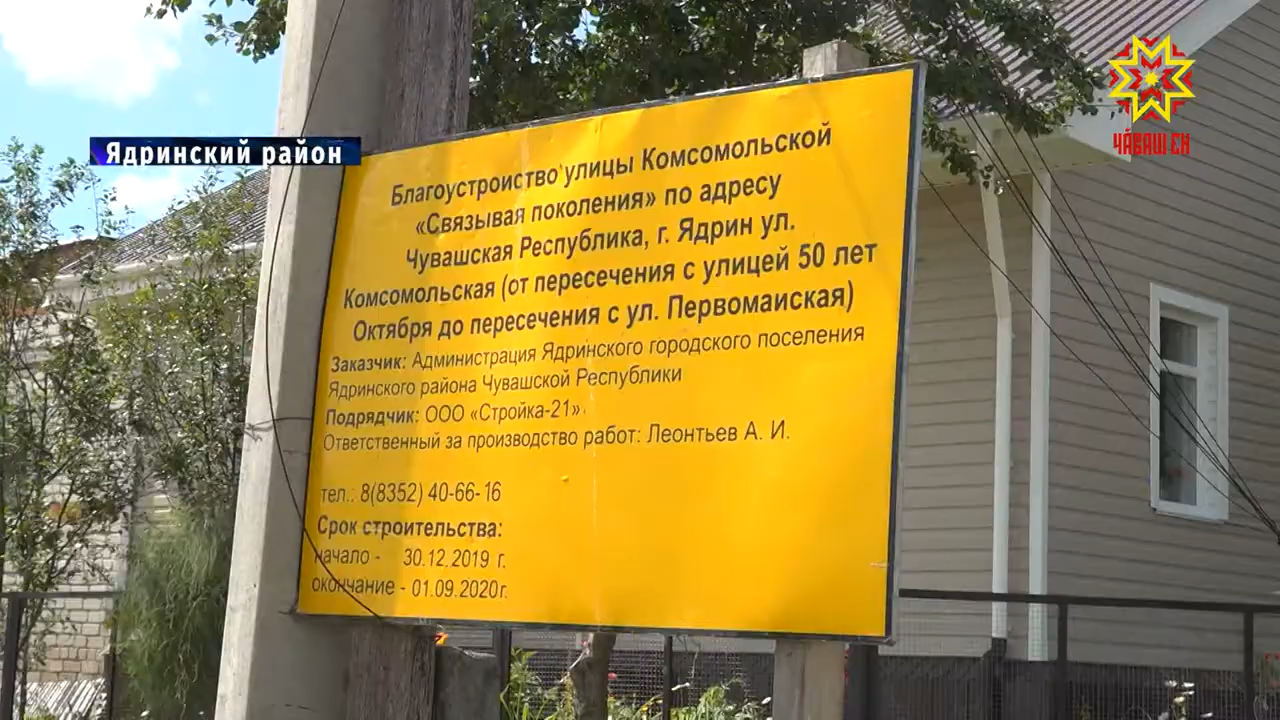 Ядринский район
ЧӐВАШ ЕН
Благоустроиство улицы Комсомольской
«Связывая поколения» по адресу
Чувашская Республика, г. Ядрин ул.
Комсомольская (от пересечения с улицей 50 лет
Октября до пересечения с ул. Первомаиская)
Заказчик: Администрация Ядринского городского поселения
Ядринского района Чувашской Республики
Подрядчик: ООО «Стройка-21»
Ответственный за производство работ: Леонтьев А. И.
тел.: 8(8352) 40-66-16
Срок строительства:
начало - 30.12.2019 г.
окончание - 01.09.2020г.